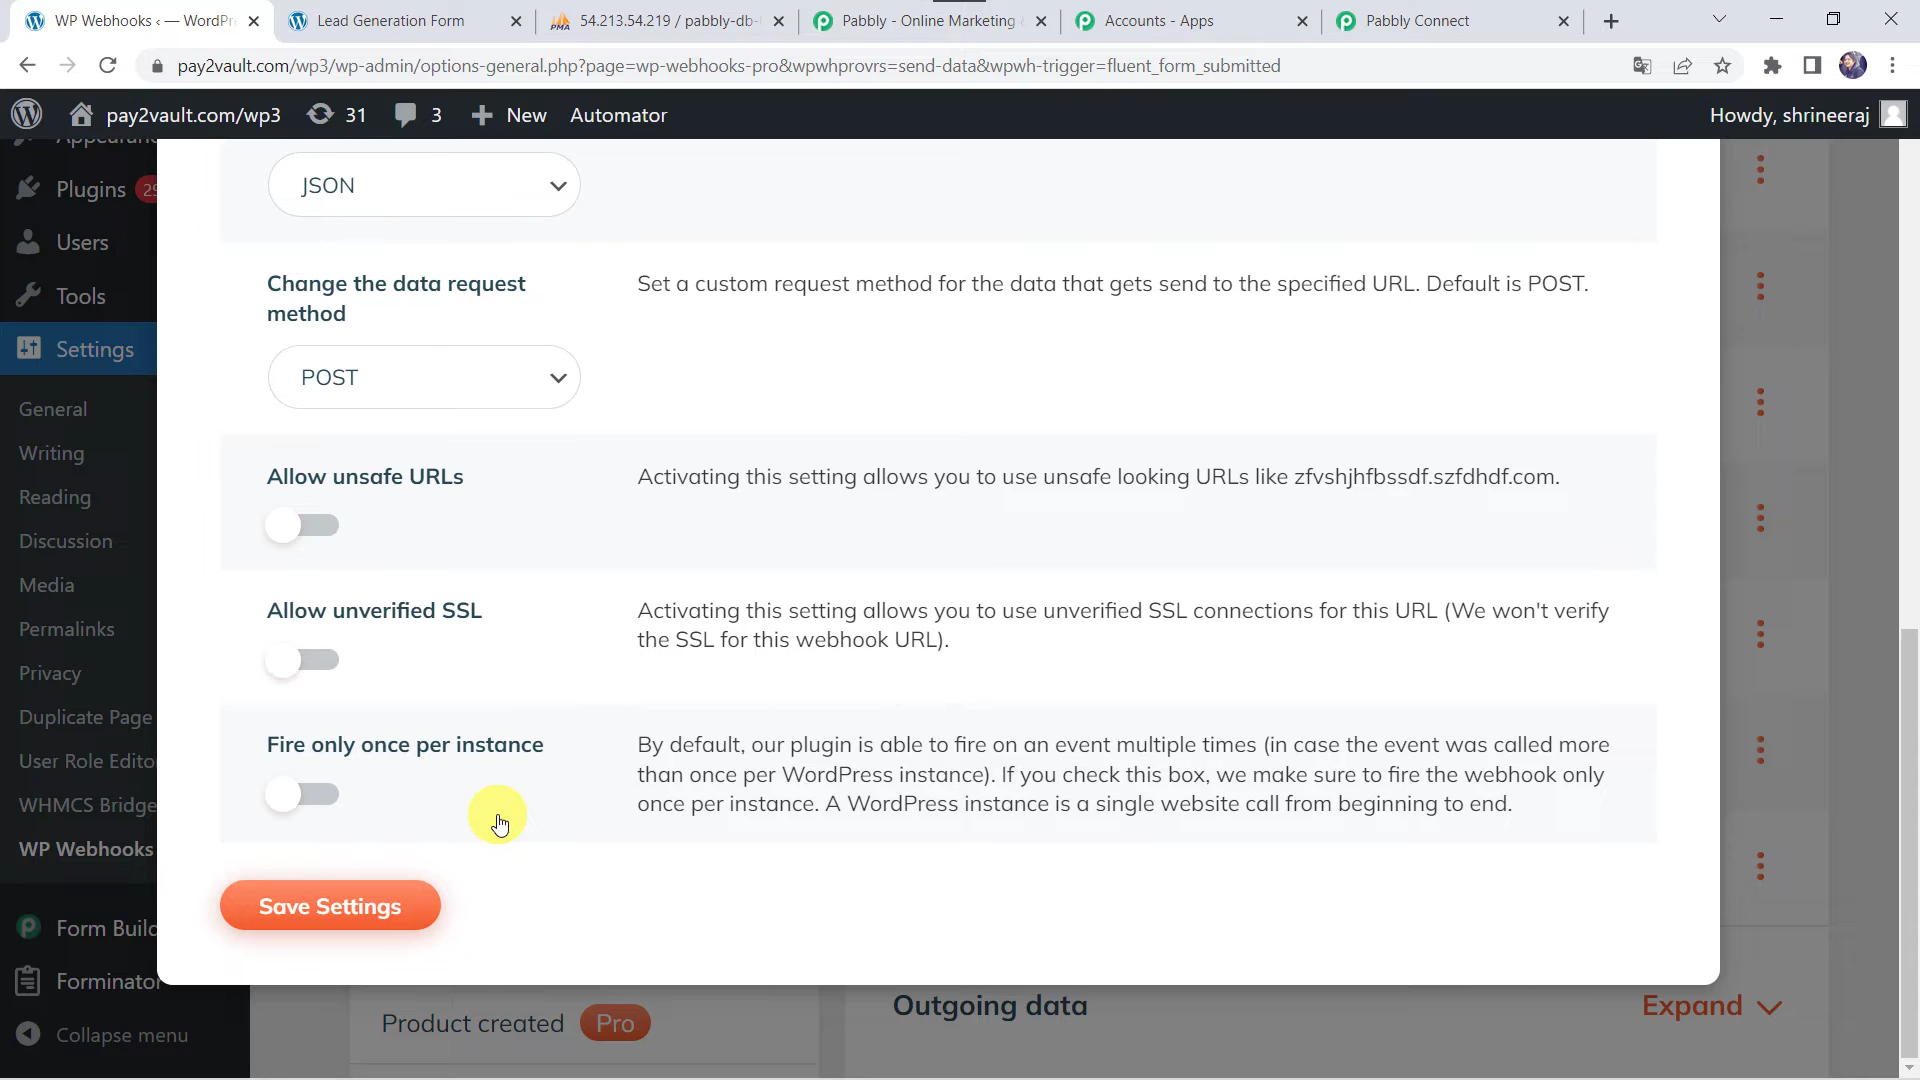 WP Webhooks ‹ — WordPr
Lead Generation Form
54.213.54.219 / pabbly-db-
Pabbly - Online Marketing
Accounts - Apps
Pabbly Connect
pay2vault.com/wp3/wp-admin/options-general.php?page=wp-webhooks-pro&wpwhprovrs=send-data&wpwh-trigger=fluent_form_submitted
pay2vault.com/wp3
31
3
New
Automator
Howdy, shrineeraj
Appearanc
Plugins 29
Users
Tools
Settings
General
Writing
Reading
Discussion
Media
Permalinks
Privacy
Duplicate Page
User Role Edito
WHMCS Bridge
WP Webhooks
Form Builc
Forminator
Collapse menu
JSON
Change the data request
method
Set a custom request method for the data that gets send to the specified URL. Default is POST.
POST
Allow unsafe URLs
Activating this setting allows you to use unsafe looking URLs like zfvshjhfbssdf.szfdhdf.com.
Allow unverified SSL
Activating this setting allows you to use unverified SSL connections for this URL (We won't verify
the SSL for this webhook URL).
Fire only once per instance
By default, our plugin is able to fire on an event multiple times (in case the event was called more
than once per WordPress instance). If you check this box, we make sure to fire the webhook only
once per instance. A WordPress instance is a single website call from beginning to end.
Save Settings
Product created Pro
Outgoing data
Expand